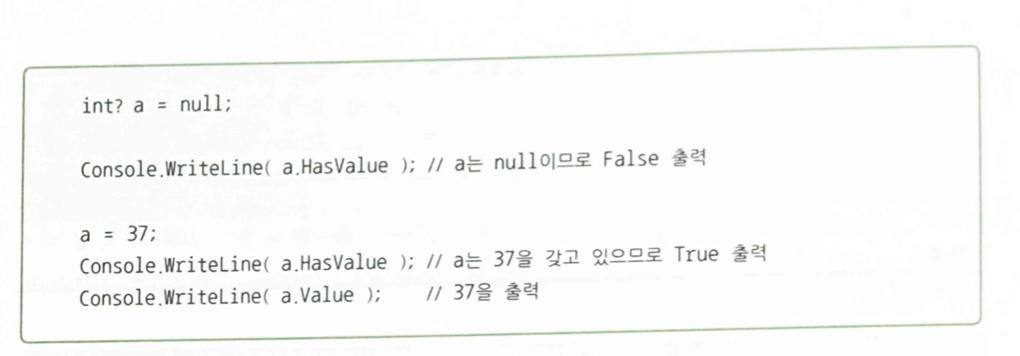 int? a = null;
Console.WriteLine( a.HasValue ); // a는 null이므로 False 출력
a = 37;
Console.WriteLine( a.HasValue ); // a는 37을 갖고 있으므로 True 출력
Console.WriteLine( a.Value );    // 37을 출력